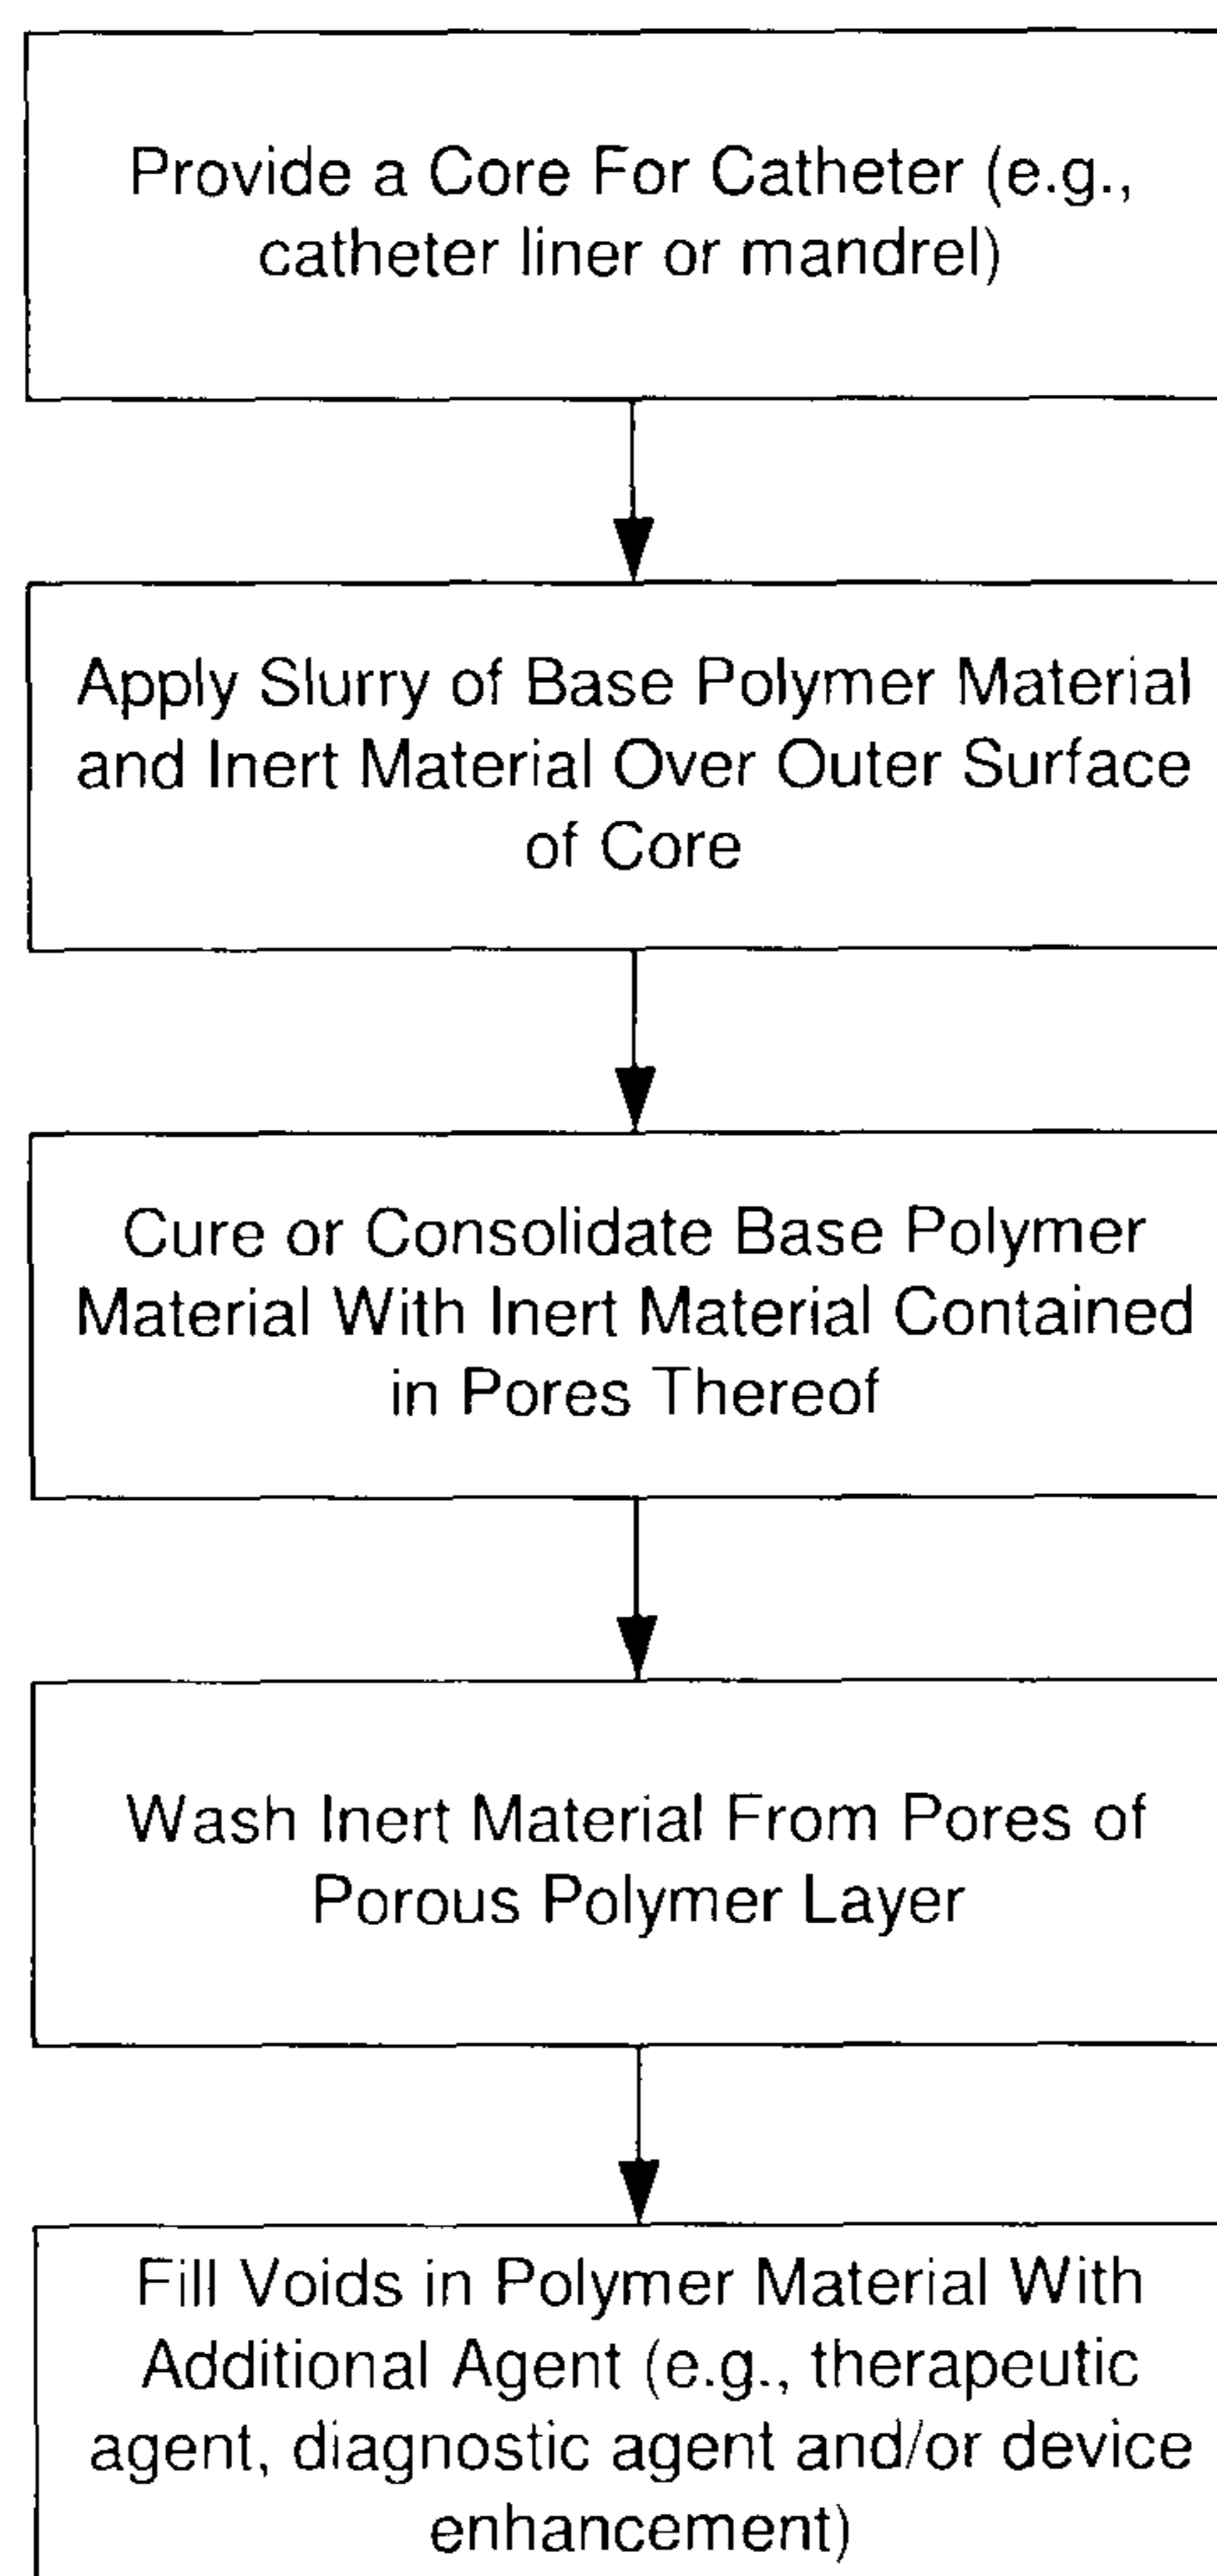 Provide a Core For Catheter (e.g.,
catheter liner or mandrel)
Apply Slurry of Base Polymer Material
and Inert Material Over Outer Surface
of Core
Cure or Consolidate Base Polymer
Material With Inert Material Contained
in Pores Thereof
Wash Inert Material From Pores of
Porous Polymer Layer
Fill Voids in Polymer Material With
Additional Agent (e.g., therapeutic
agent, diagnostic agent and/or device
enhancement)